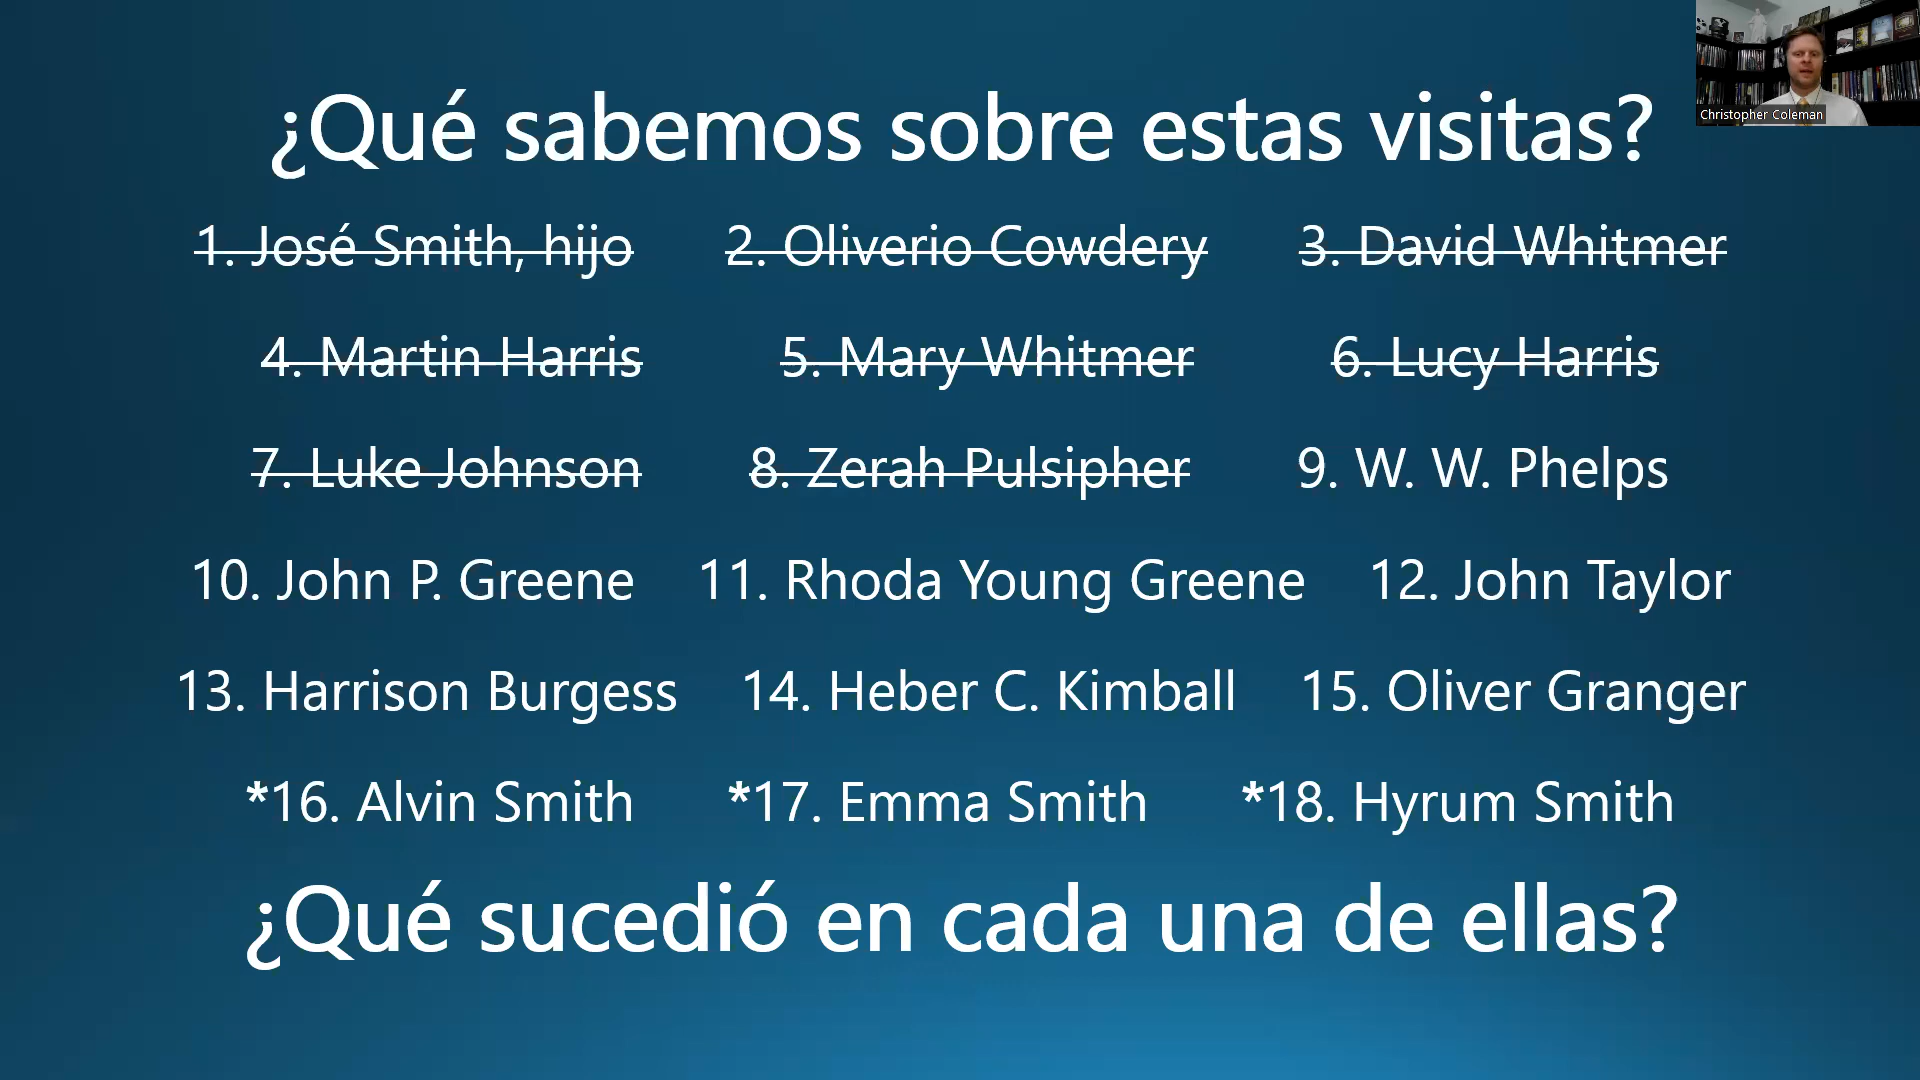 Christopher Coleman
¿Qué sabemos sobre estas visitas?
1. José Smith, hijo 2. Oliverio Cowdery 3. David Whitmer
4. Martin Harris 5. Mary Whitmer 6. Lucy Harris
7. Luke Johnson 8. Zerah Pulsipher 9. W. W. Phelps
10. John P. Greene 11. Rhoda Young Greene 12. John Taylor
13. Harrison Burgess 14. Heber C. Kimball 15. Oliver Granger
*16. Alvin Smith *17. Emma Smith *18. Hyrum Smith
¿Qué sucedió en cada una de ellas?